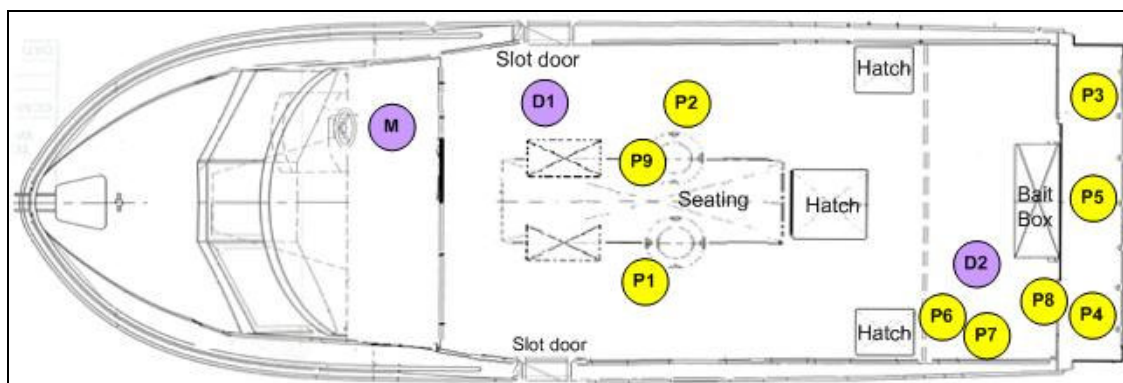 Slot door
Hatch
D1
P2
P3
M
P9
Seating
Hatch
Bait
Box
P5
D2
P1
P8
P6
P4
P7
Hatch
Slot door